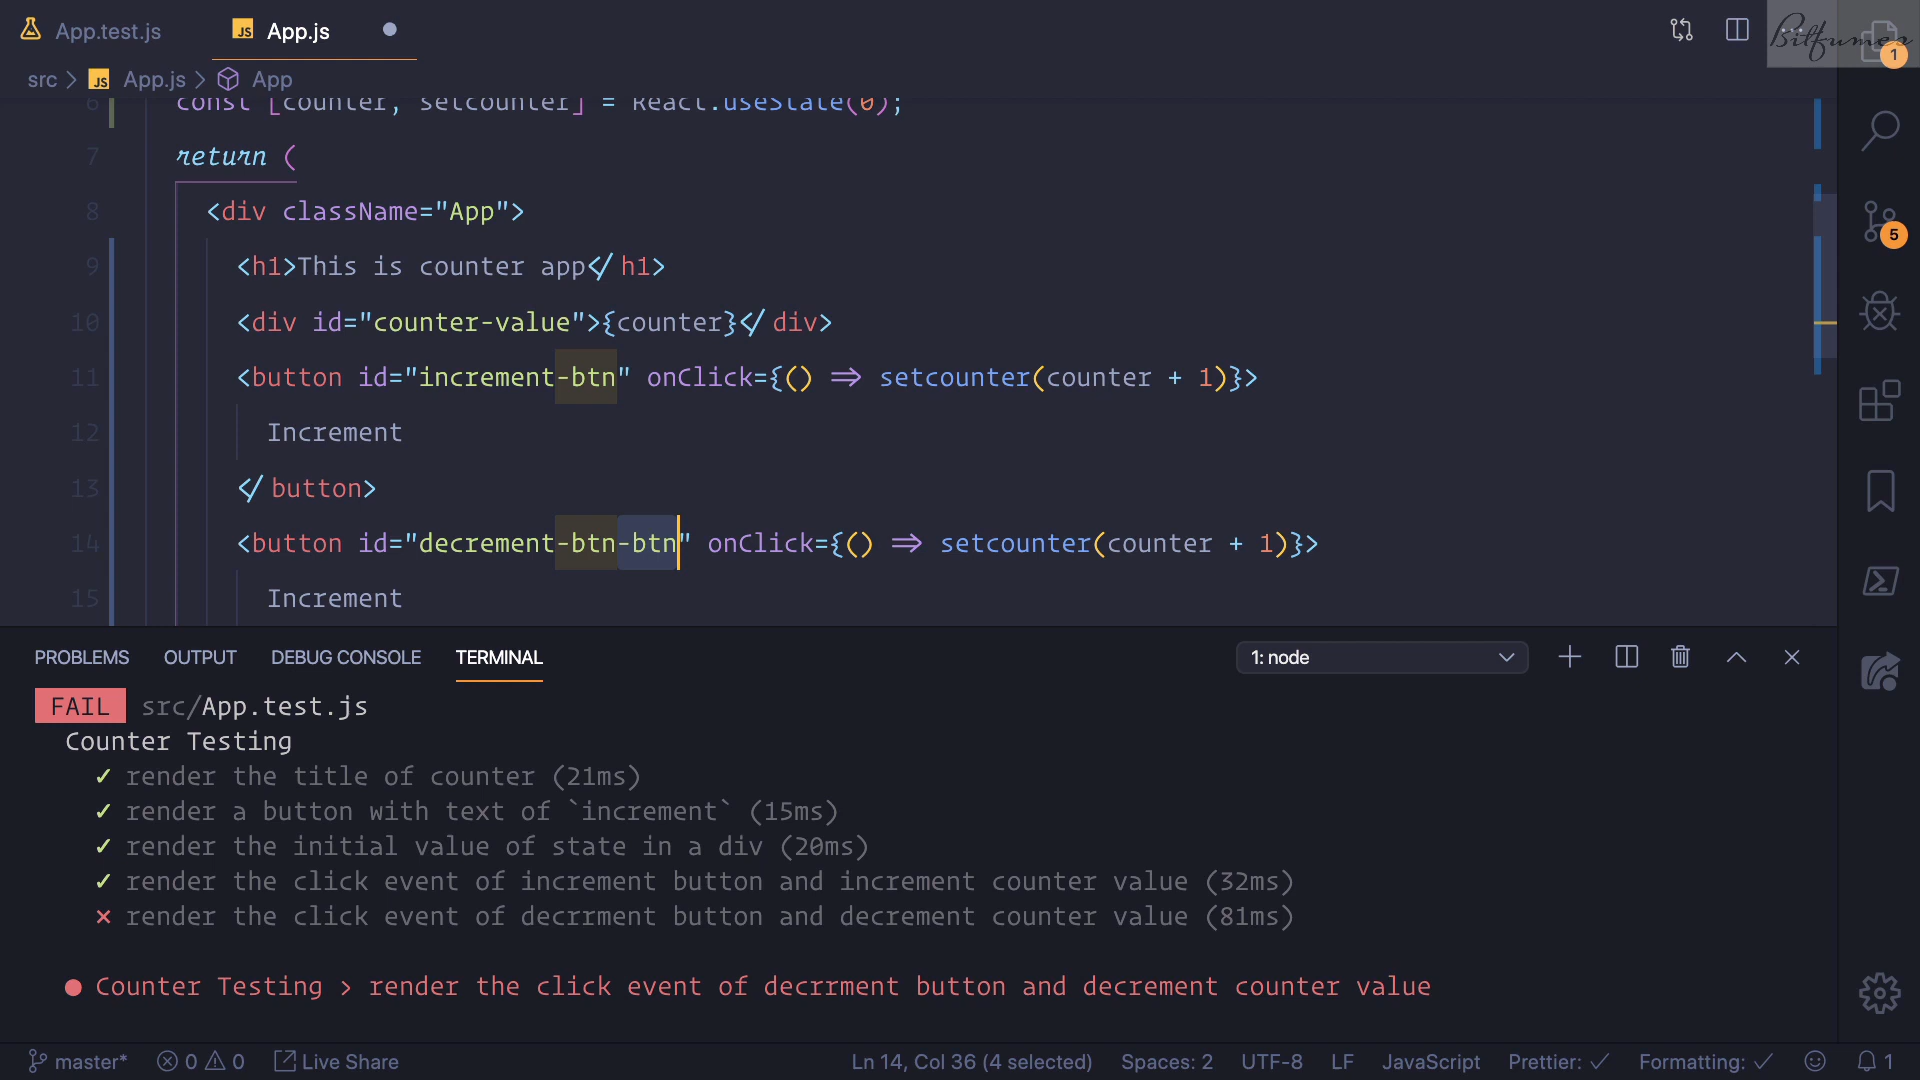 App.test.js
JS App.js
Bitfumes
1
src > JS App.js > App
6 const [counter, setcounter] = React.useState(0);
7 return (
8 <div className="App">
9 <h1>This is counter app</h1>
10 <div id="counter-value">{counter}</div>
11 <button id="increment-btn" onClick={() => setcounter(counter + 1)}>
12 Increment
13 </button>
14 <button id="decrement-btn-btn" onClick={() => setcounter(counter + 1)}>
15 Increment
5
PROBLEMS OUTPUT DEBUG CONSOLE TERMINAL 1: node
FAIL src/App.test.js
Counter Testing
✓ render the title of counter (21ms)
✓ render a button with text of `increment` (15ms)
✓ render the initial value of state in a div (20ms)
✓ render the click event of increment button and increment counter value (32ms)
✕ render the click event of decrrment button and decrement counter value (81ms)
● Counter Testing › render the click event of decrrment button and decrement counter value
master* 0 0 Live Share Ln 14, Col 36 (4 selected) Spaces: 2 UTF-8 LF JavaScript Prettier: ✓ Formatting: ✓ 1